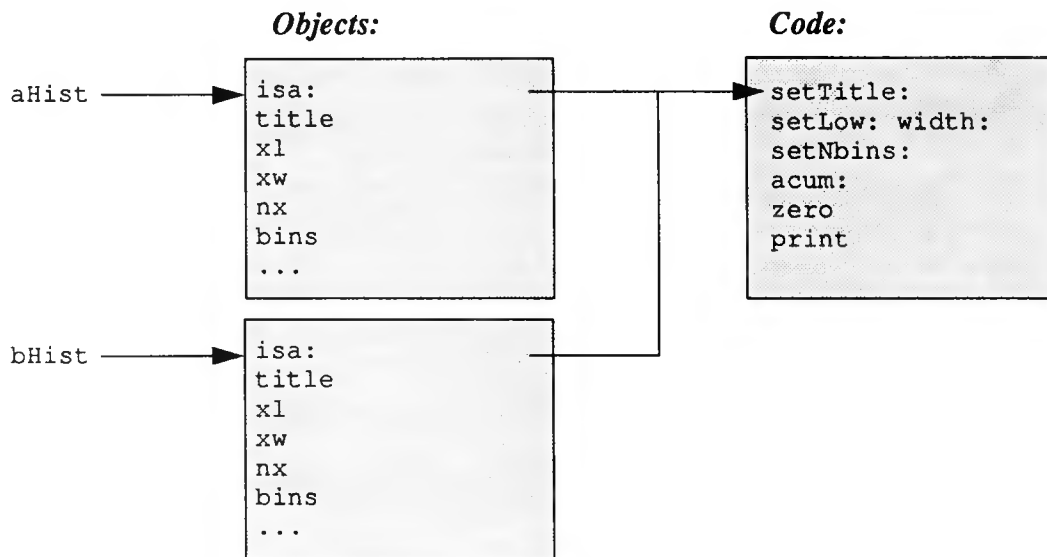 Objects:
Code:
aHist
isa:
title
xl
xw
nx
bins
...
setTitle:
setLow: width:
setNbins:
acum:
zero
print
bHist
isa:
title
xl
xw
nx
bins
...